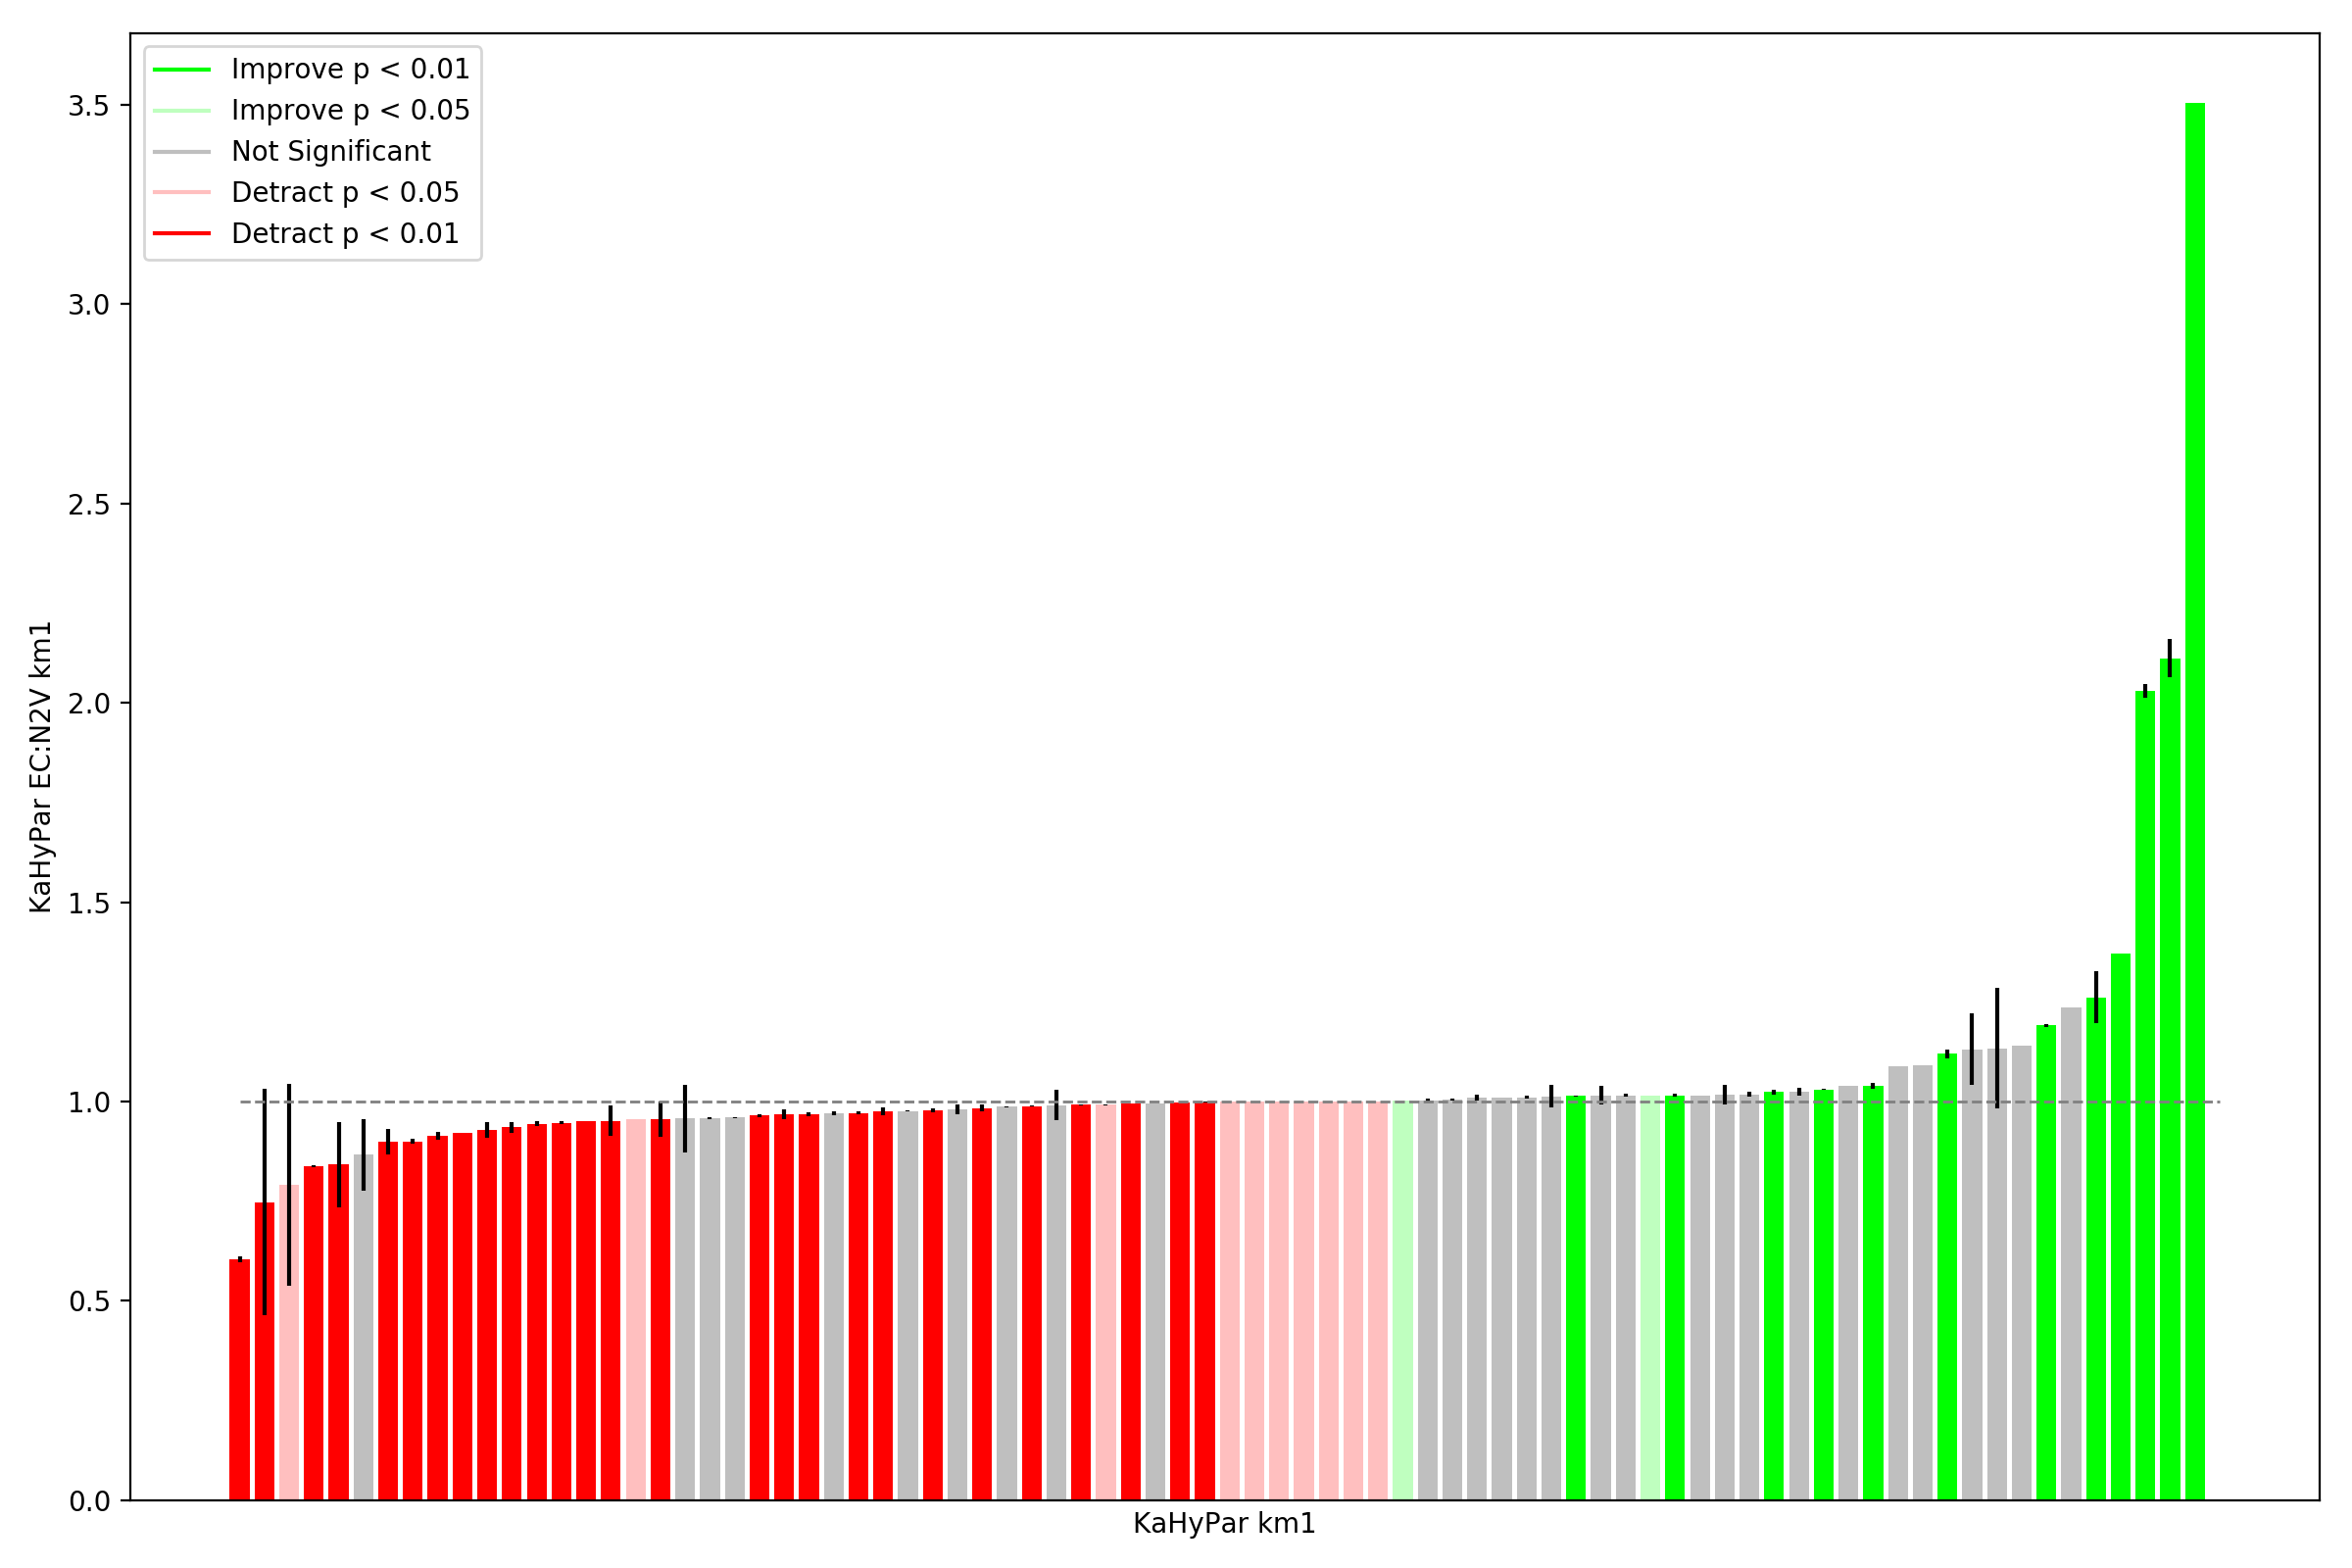 Improve p < 0.01
Improve p < 0.05
Not Significant
Detract p < 0.05
Detract p < 0.01
3.5
3.0
2.5
2.0
1.5
1.0
0.5
0.0
KaHyPar EC:N2V km1
KaHyPar km1